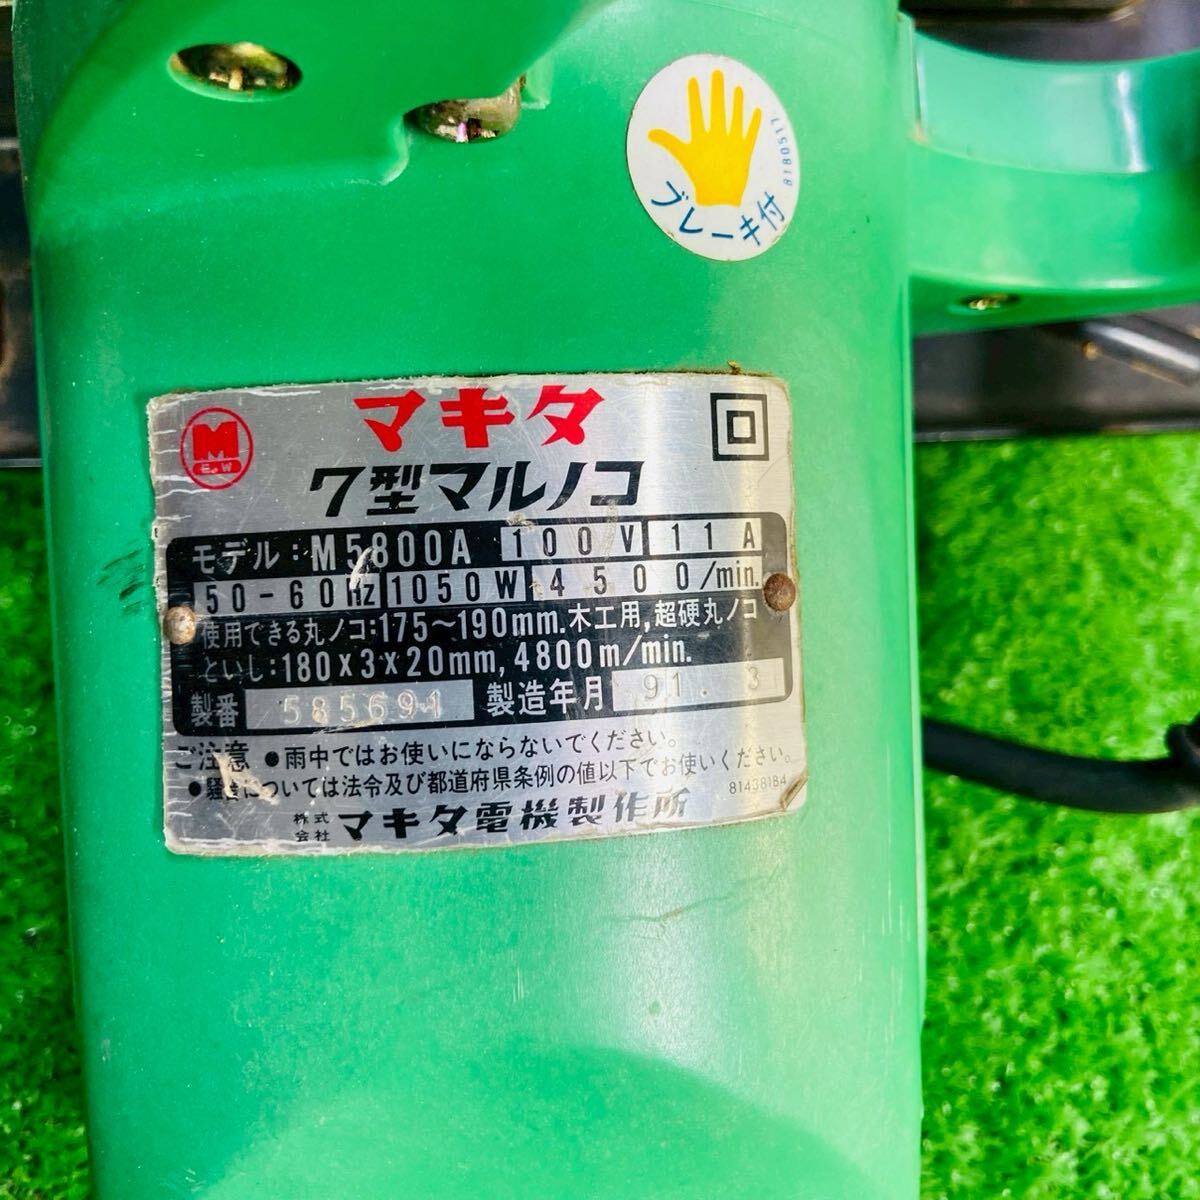 ブレーキ付
8180511
マキタ
M
E.W
7型マルノコ
モデル:M5800A 100V 11A
50-60Hz 1050W 4500/min.
使用できる丸ノコ:175~190mm.木工用,超硬丸ノコ
といし:180x3x20mm,4800m/min.
製番 585691 製造年月 91.3
ご注意 ●雨中ではお使いにならないでください。
●騒音については法令及び都道府県条例の値以下でお使いください。
81438184
株式会社 マキタ電機製作所